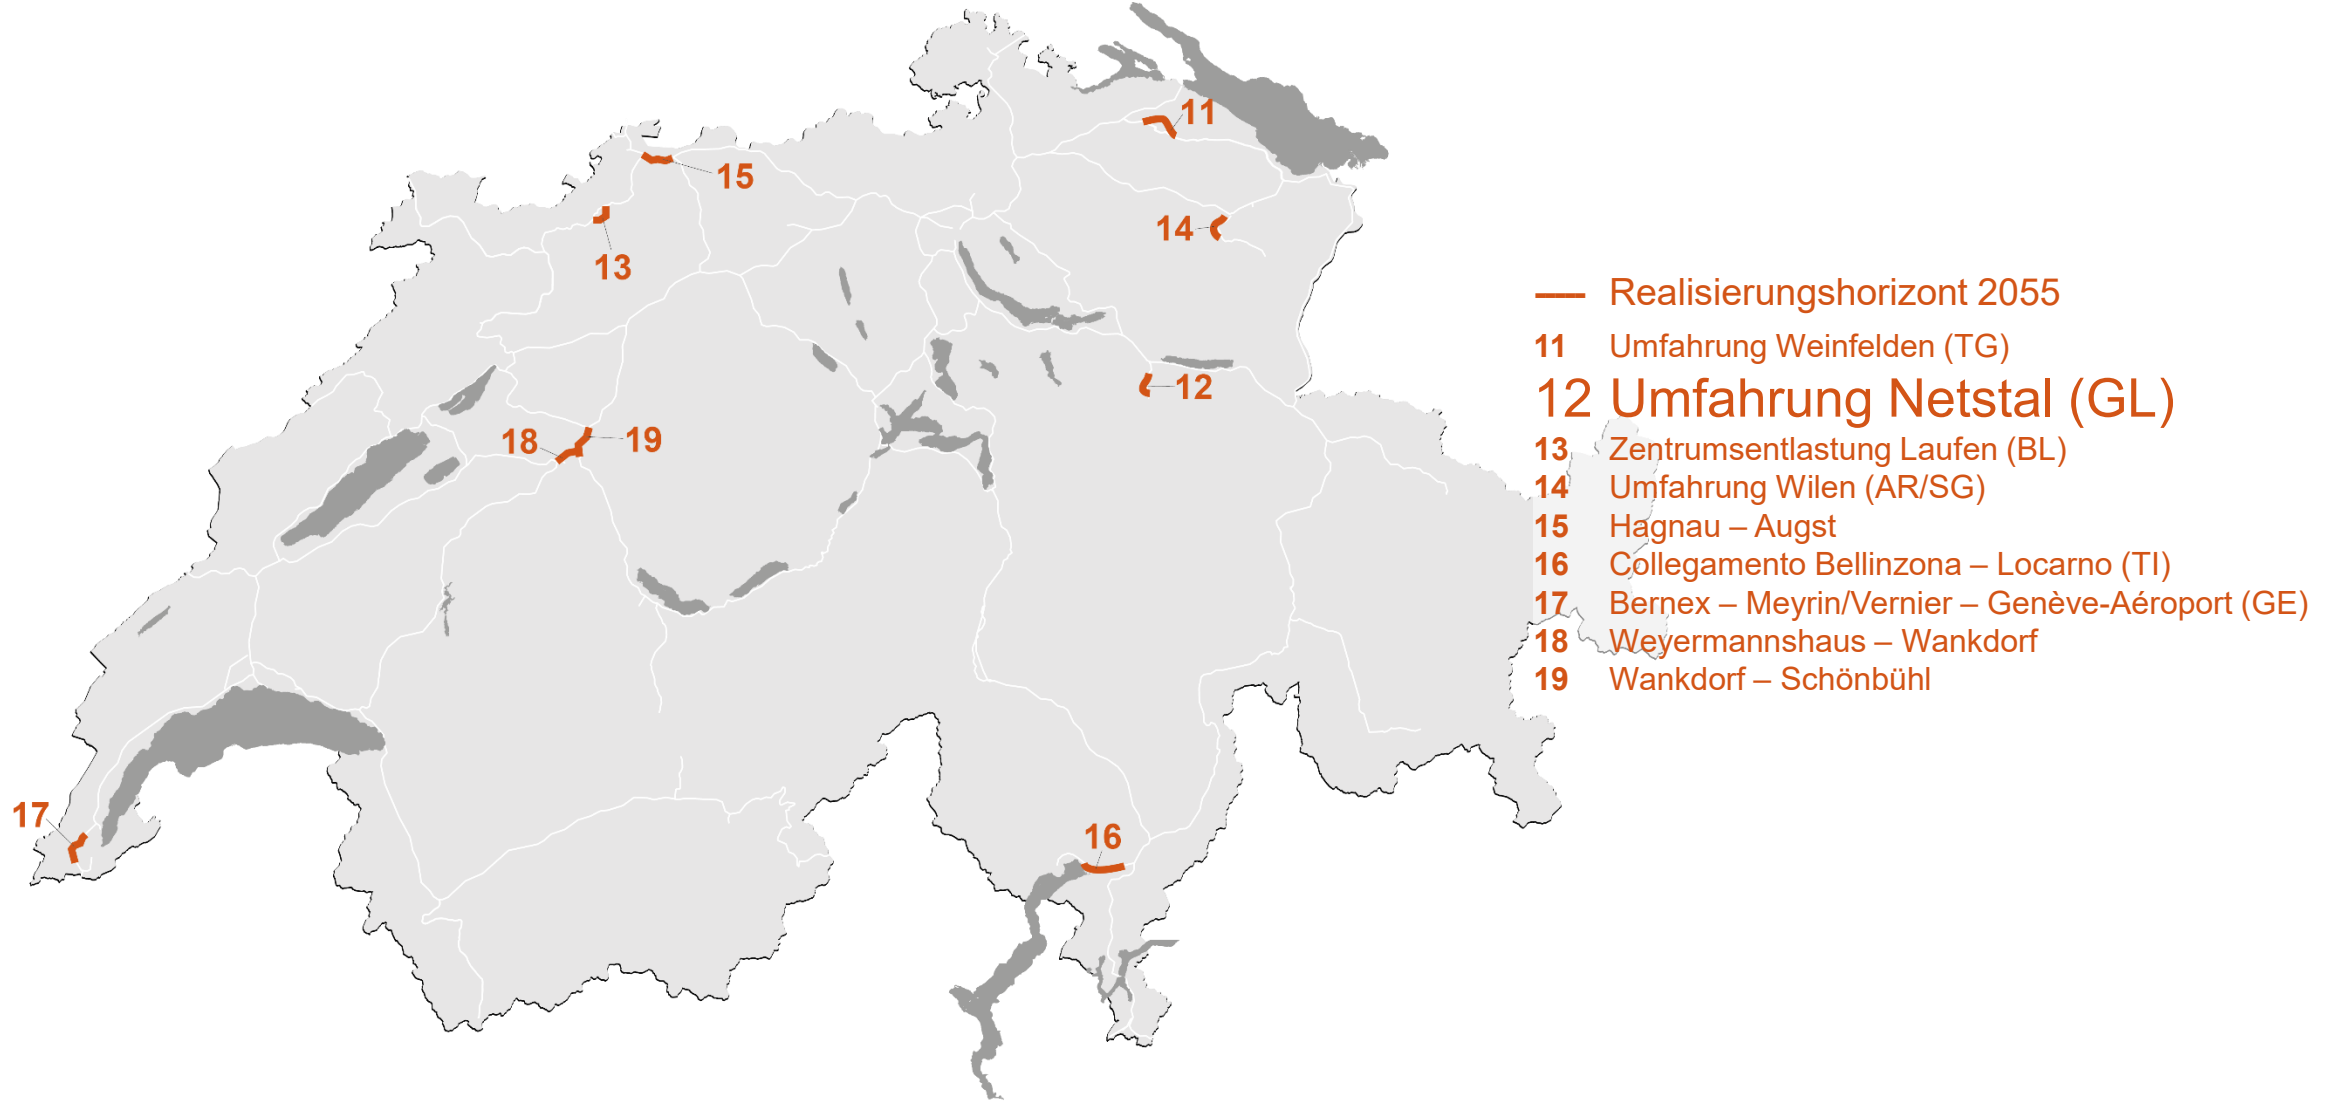 11
15
14
13
12
18
19
17
16
Realisierungshorizont 2055
11 Umfahrung Weinfelden (TG)
12 Umfahrung Netstal (GL)
13 Zentrumsentlastung Laufen (BL)
14 Umfahrung Wilen (AR/SG)
15 Hagnau – Augst
16 Collegamento Bellinzona – Locarno (TI)
17 Bernex – Meyrin/Vernier – Genève-Aéroport (GE)
18 Weyermannshaus – Wankdorf
19 Wankdorf – Schönbühl